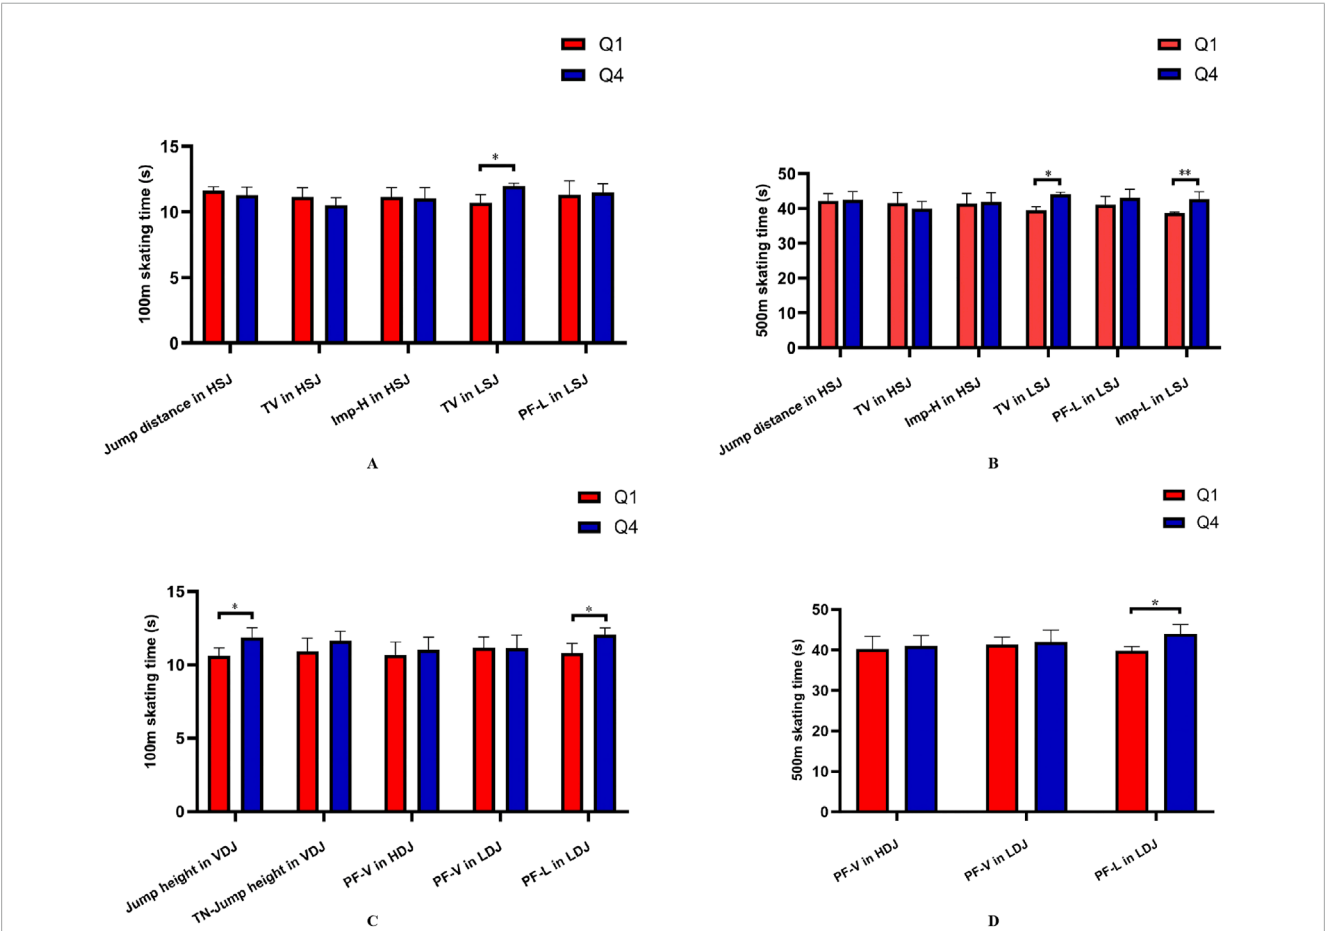 Q1
Q4
100m skating time (s)
15
10
5
0
*
Jump distance in HSJ
TV in HSJ
Imp-H in HSJ
TV in LSJ
PF-L in LSJ
A
Q1
Q4
500m skating time (s)
50
40
30
20
10
0
*
**
Jump distance in HSJ
TV in HSJ
Imp-H in HSJ
TV in LSJ
PF-L in LSJ
Imp-L in LSJ
B
Q1
Q4
100m skating time (s)
15
10
5
0
*
*
Jump height in VDJ
TN-Jump height in VDJ
PF-V in HDJ
PF-V in LDJ
PF-L in LDJ
C
Q1
Q4
500m skating time (s)
50
40
30
20
10
0
*
PF-V in HDJ
PF-V in LDJ
PF-L in LDJ
D